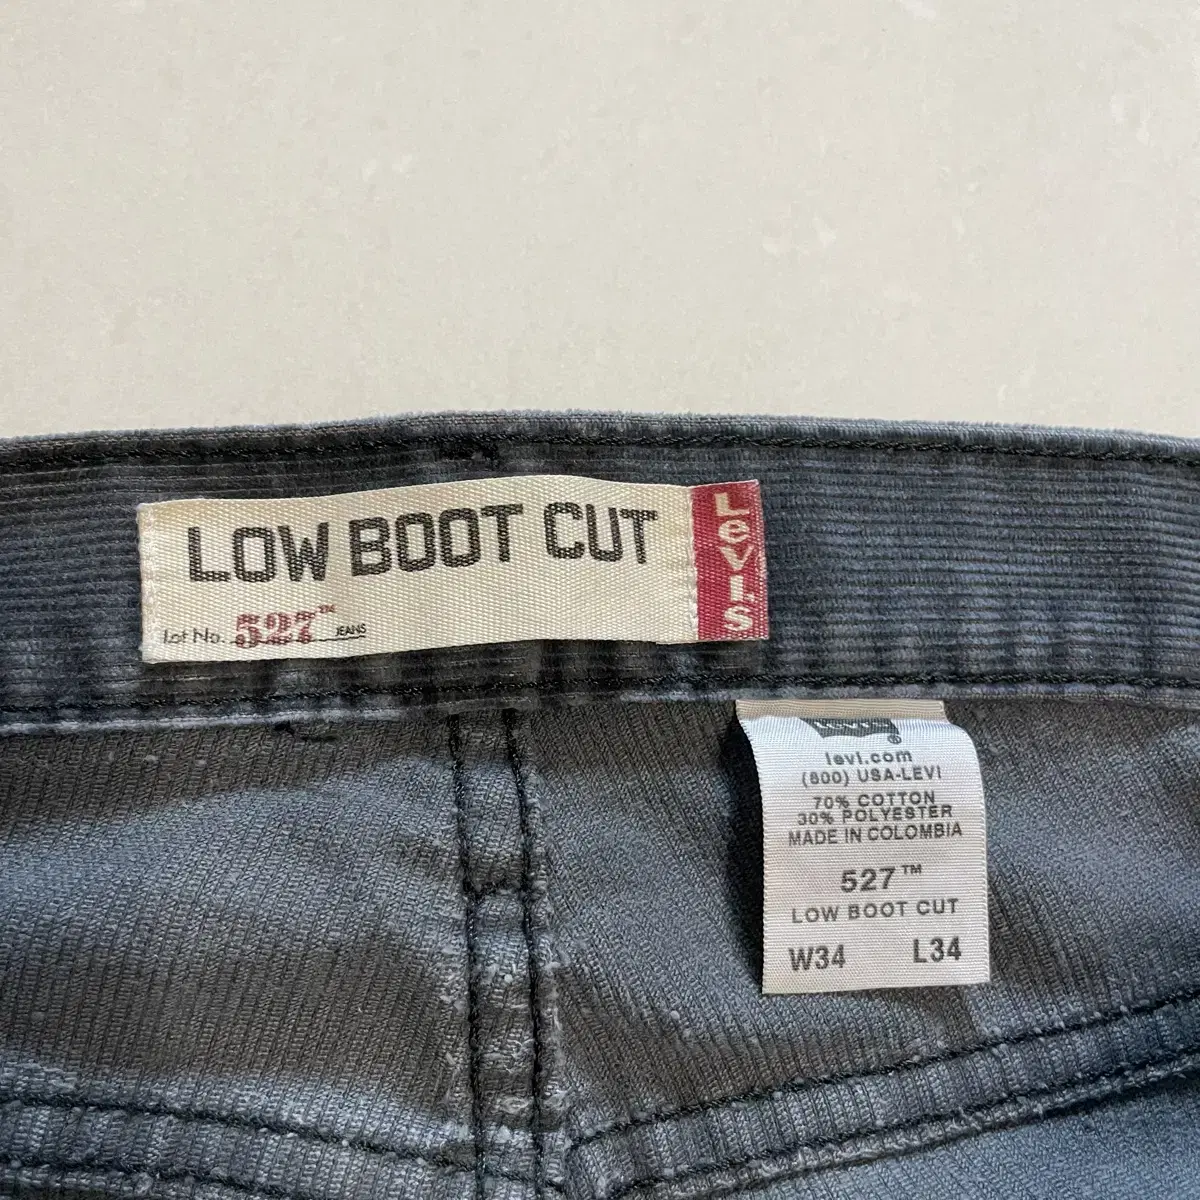 LOW BOOT CUT
Lot No. 527™ JEANS
LevI's
levi.com
(800) USA-LEVI
70% COTTON
30% POLYESTER
MADE IN COLOMBIA
527™
LOW BOOT CUT
W34 L34